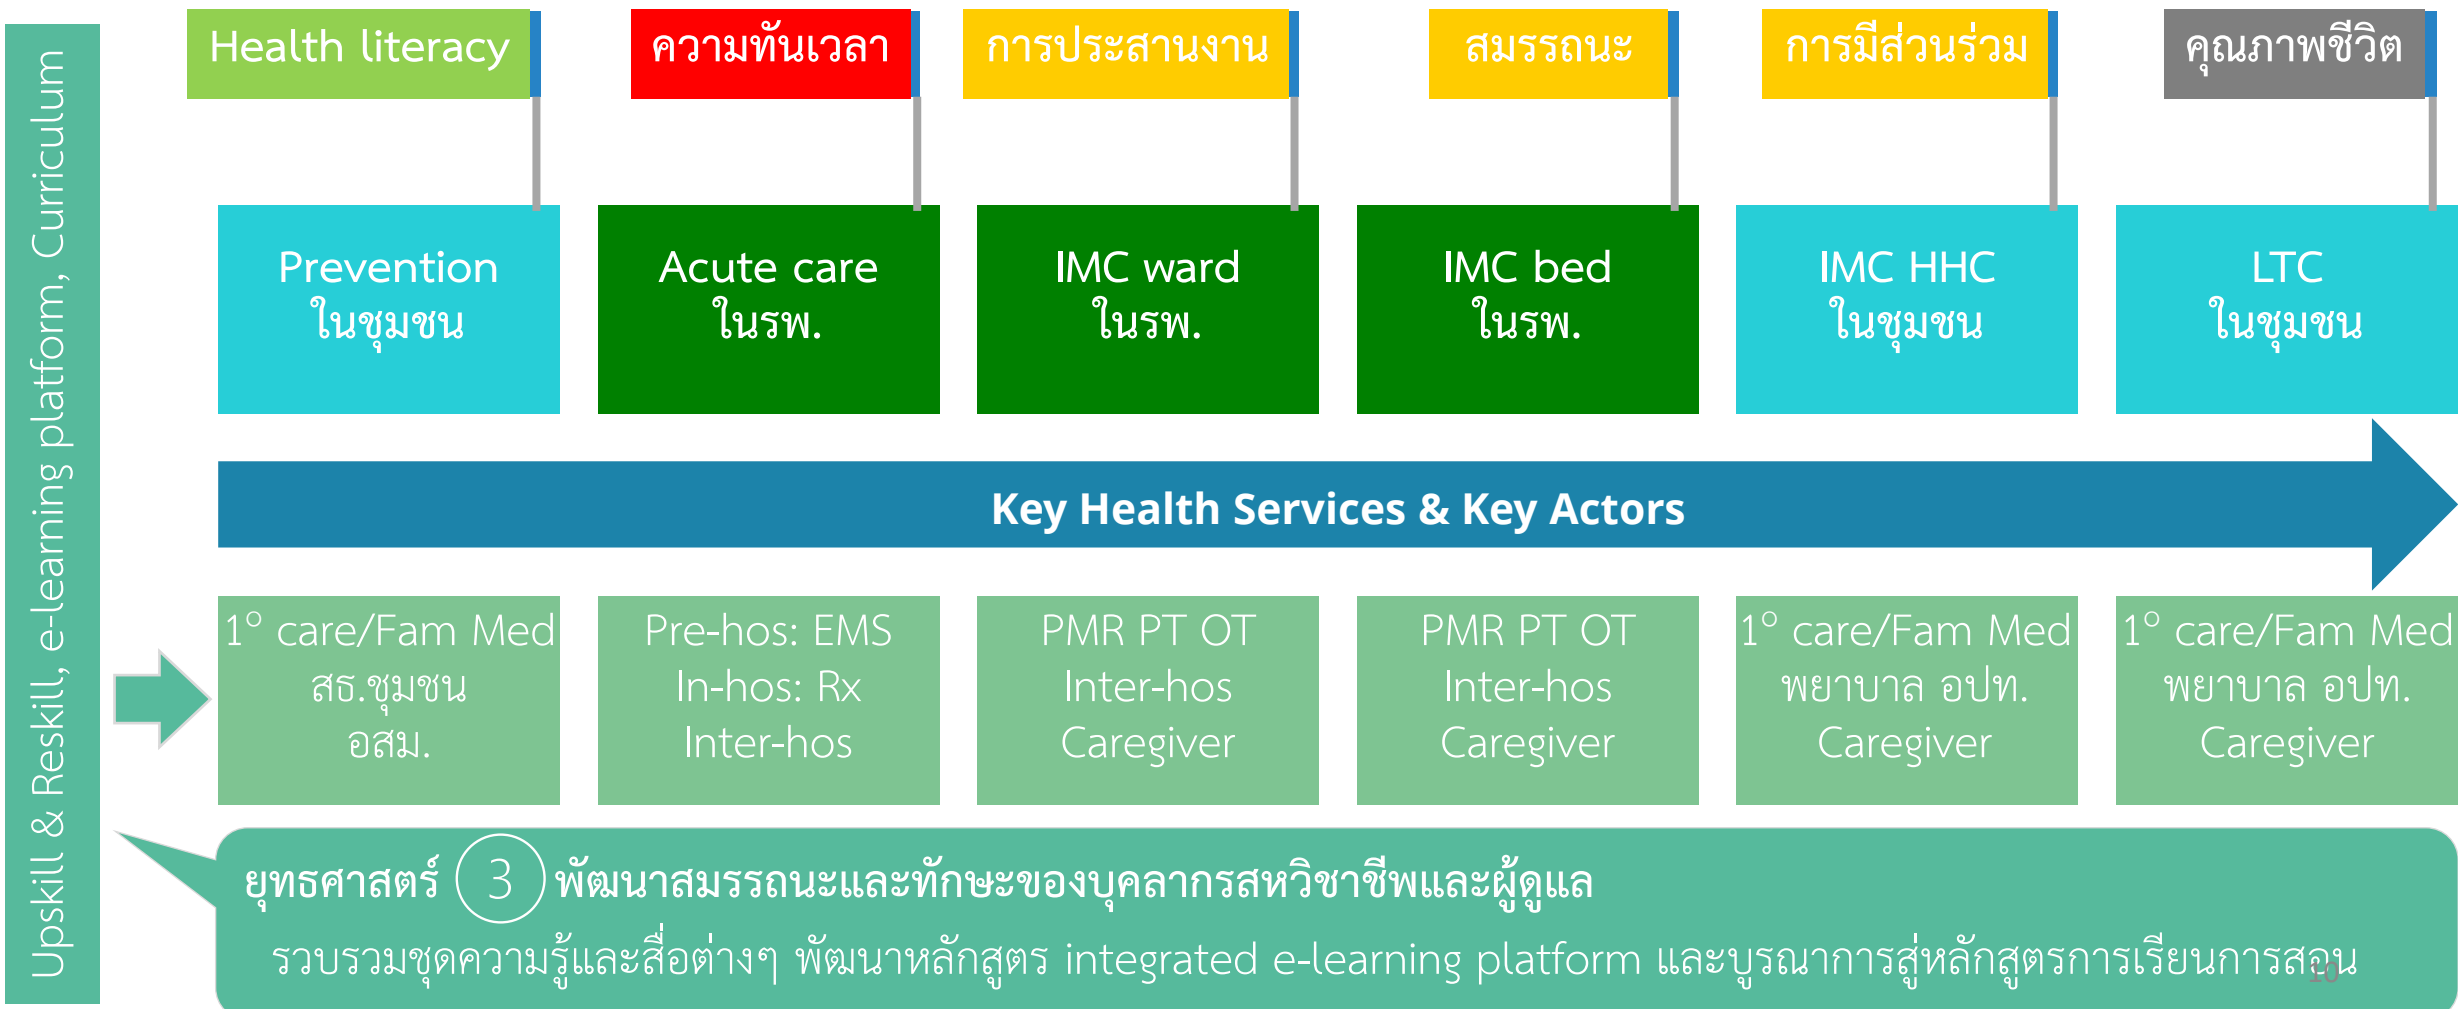 Upskill & Reskill, e-learning platform, Curriculum
Health literacy
ความทันเวลา
การประสานงาน
สมรรถนะ
การมีส่วนร่วม
คุณภาพชีวิต
Prevention
ในชุมชน
Acute care
ในรพ.
IMC ward
ในรพ.
IMC bed
ในรพ.
IMC HHC
ในชุมชน
LTC
ในชุมชน
Key Health Services & Key Actors
1° care/Fam Med
สธ.ชุมชน
อสม.
Pre-hos: EMS
In-hos: Rx
Inter-hos
PMR PT OT
Inter-hos
Caregiver
PMR PT OT
Inter-hos
Caregiver
1° care/Fam Med
พยาบาล อปท.
Caregiver
1° care/Fam Med
พยาบาล อปท.
Caregiver
ยุทธศาสตร์ 3 พัฒนาสมรรถนะและทักษะของบุคลากรสหวิชาชีพและผู้ดูแล
รวบรวมชุดความรู้และสื่อต่างๆ พัฒนาหลักสูตร integrated e-learning platform และบูรณาการสู่หลักสูตรการเรียนการสอน
10